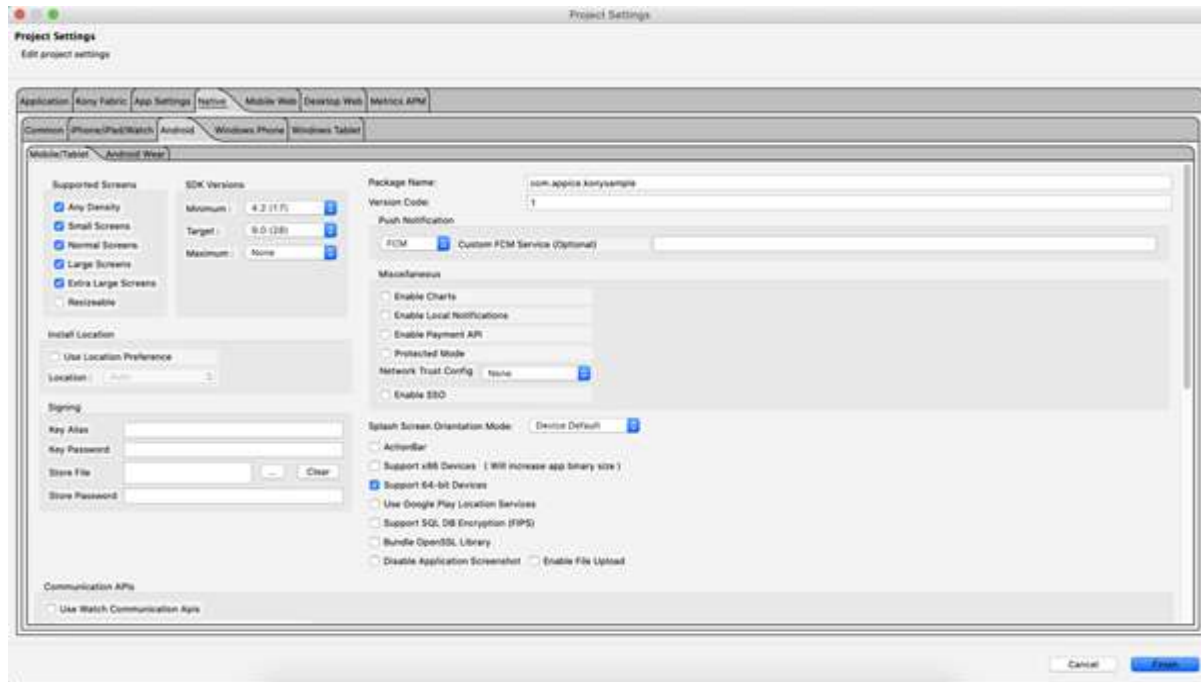 Project Settings
Project Settings
Edit project settings
Application Kony Fabric App Settings Native Mobile Web Desktop Web Metrics APM
Common iPhone/iPad/Watch Android Windows Phone Windows Tablet
Mobile/Tablet Android Wear
Supported Screens
Any Density
Small Screens
Normal Screens
Large Screens
Extra Large Screens
Resizeable
SDK Versions
Minimum : 4.2 (17)
Target : 9.0 (28)
Maximum : None
Install Location
Use Location Preference
Location : Auto
Signing
Key Alias
Key Password
Store File ... Clear
Store Password
Package Name: com.appice.konysample
Version Code: 1
Push Notification
FCM Custom FCM Service (Optional)
Miscellaneous
Enable Charts
Enable Local Notifications
Enable Payment API
Protected Mode
Network Trust Config None
Enable SSO
Splash Screen Orientation Mode: Device Default
ActionBar
Support x86 Devices ( Will increase app binary size )
Support 64-bit Devices
Use Google Play Location Services
Support SQL DB Encryption (FIPS)
Bundle OpenSSL Library
Disable Application Screenshot Enable File Upload
Communication APIs
Use Watch Communication Apis
Cancel Finish